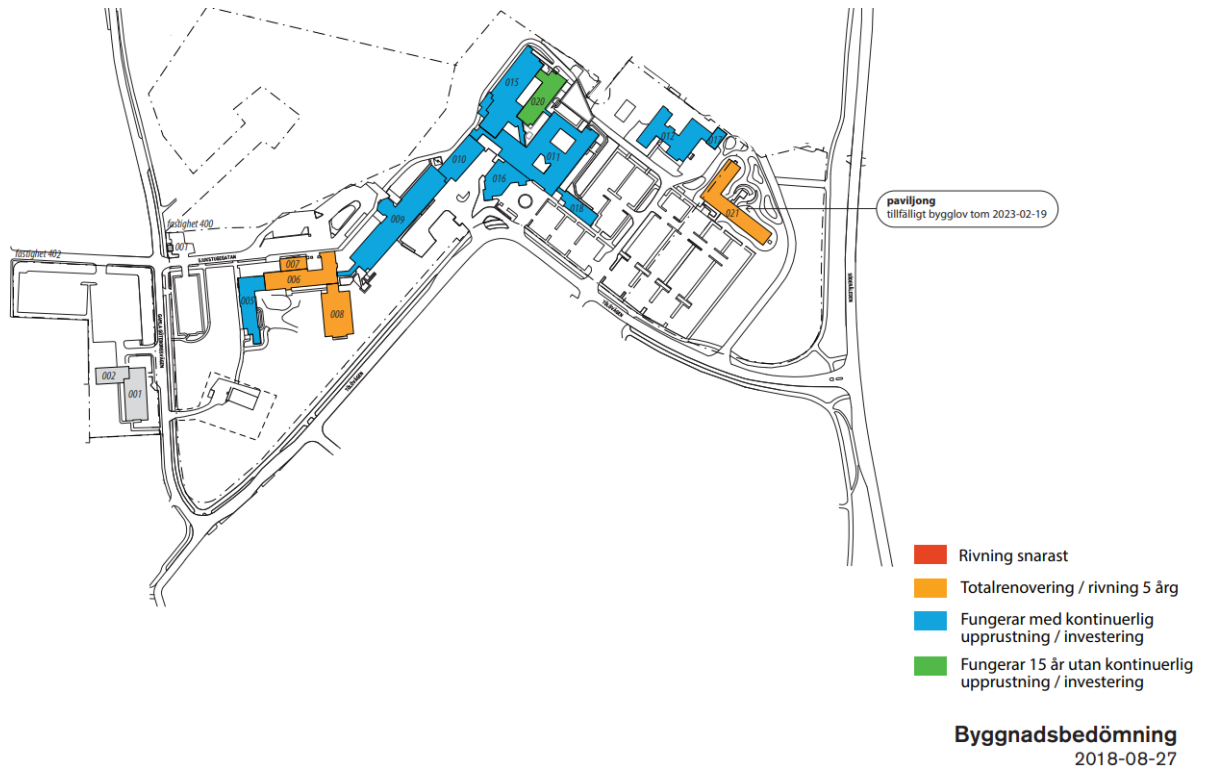 015
020
010
011
012
017
016
018
009
021
paviljong
tillfälligt bygglov tom 2023-02-19
fastighet 400
001
fastighet 402
007
006
005
008
002
001
Rivning snarast
Totalrenovering / rivning 5 årg
Fungerar med kontinuerlig
upprustning / investering
Fungerar 15 år utan kontinuerlig
upprustning / investering
Byggnadsbedömning
2018-08-27